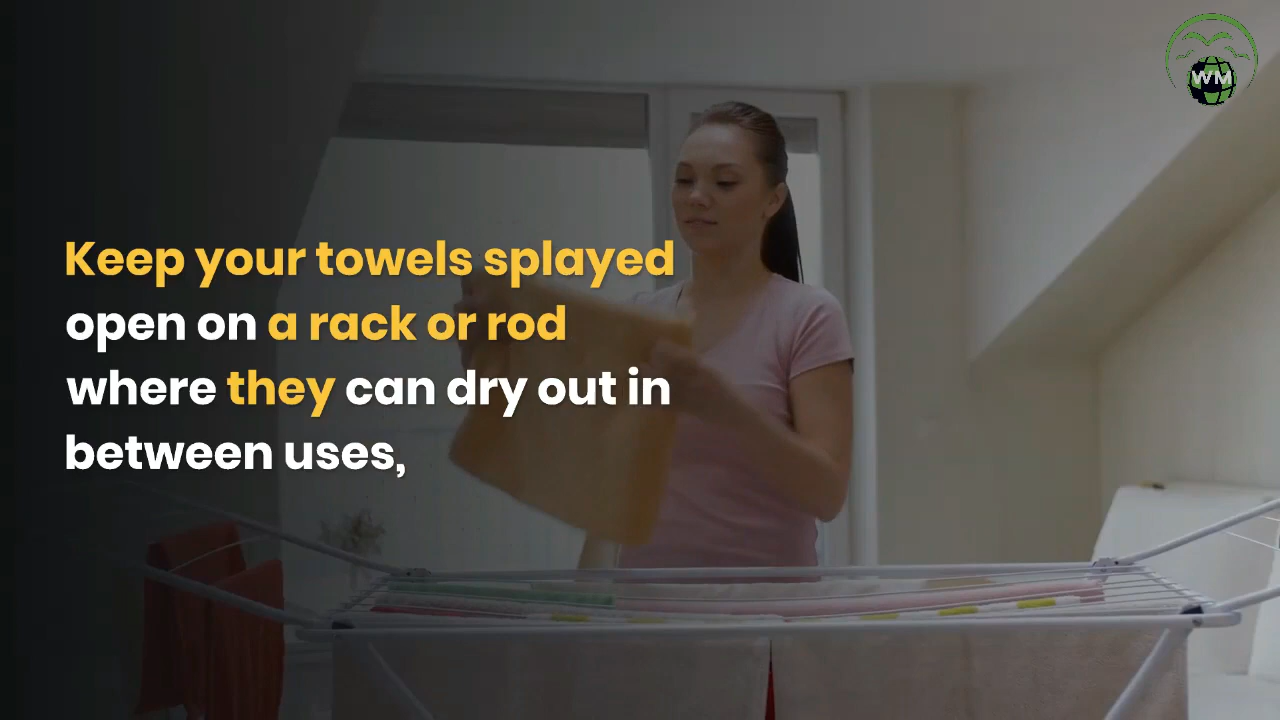 WM
Keep your towels splayed
open on a rack or rod
where they can dry out in
between uses,